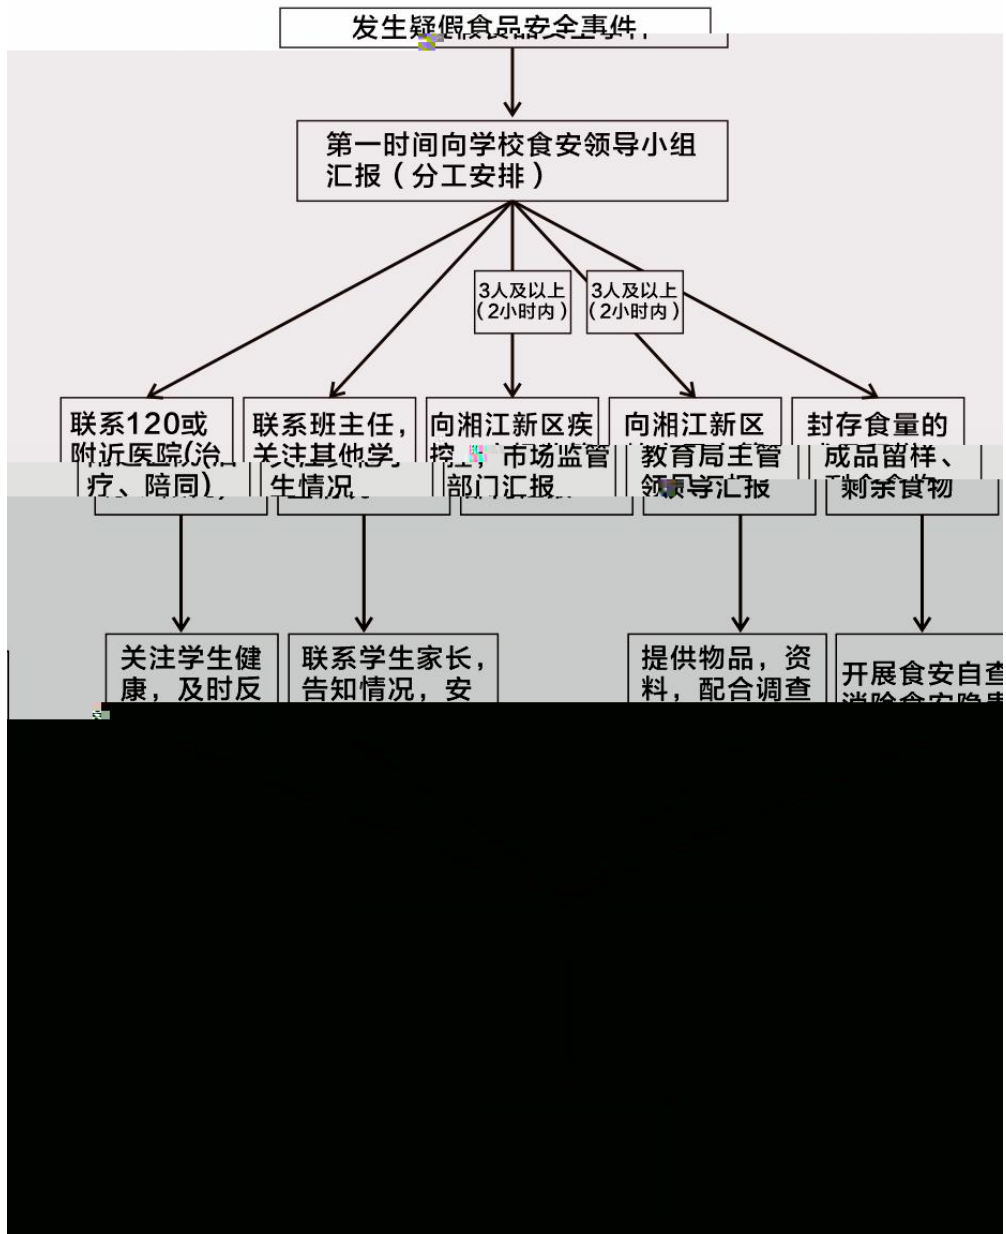 发生疑假食品安全事件
第一时间向学校食安领导小组
汇报（分工安排）
3人及以上
（2小时内）
3人及以上
（2小时内）
联系120或
附近医院(治
疗、陪同)
联系班主任，
关注其他学
生情况
向湘江新区疾
控 ，市场监管
部门汇报
向湘江新区
教育局主管
领导汇报
封存食量的
成品留样、
剩余食物
关注学生健
康，及时反
联系学生家长，
告知情况，安
提供物品，资
料，配合调查
开展食安自查
消除食安隐患